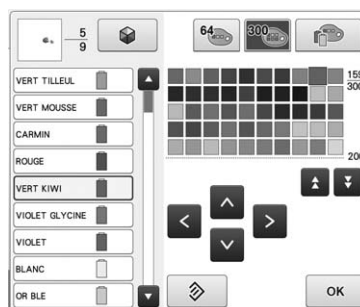 5
9
64
300
VERT TILLEUL
VERT MOUSSE
CARMIN
ROUGE
VERT KIWI
VIOLET GLYCINE
VIOLET
BLANC
OR BLE
300
200
OK